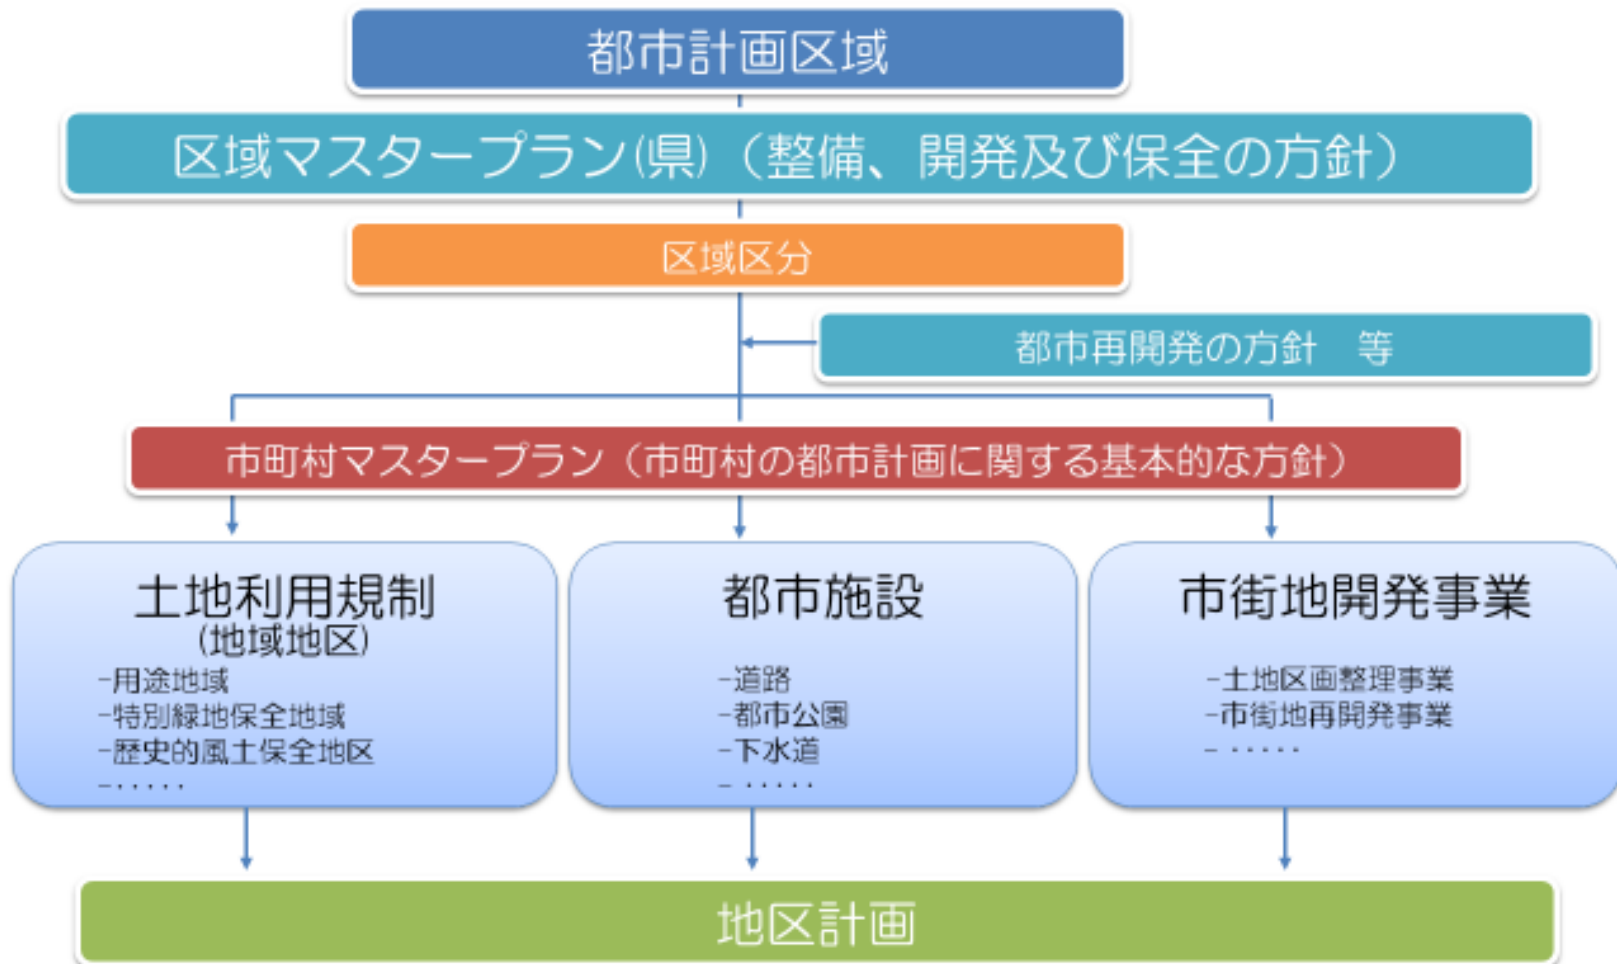 都市計画区域
区域マスタープラン(県)（整備、開発及び保全の方針）
区域区分
都市再開発の方針　等
市町村マスタープラン（市町村の都市計画に関する基本的な方針）
土地利用規制
(地域地区)
-用途地域
-特別緑地保全地域
-歴史的風土保全地区
-・・・・・
都市施設
-道路
-都市公園
-下水道
- ・・・・・
市街地開発事業
-土地区画整理事業
-市街地再開発事業
- ・・・・・
地区計画